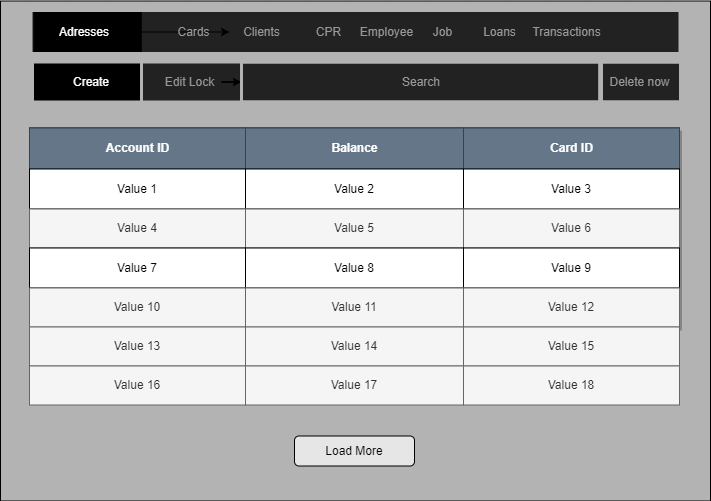 Adresses Cards Clients CPR Employee Job Loans Transactions
Create Edit Lock Search Delete now
Account ID Balance Card ID
Value 1 Value 2 Value 3
Value 4 Value 5 Value 6
Value 7 Value 8 Value 9
Value 10 Value 11 Value 12
Value 13 Value 14 Value 15
Value 16 Value 17 Value 18
Load More